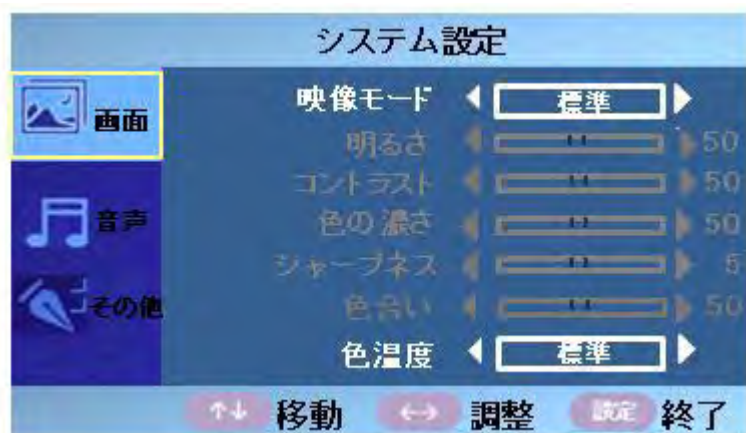 システム設定
画面
音声
その他
映像モード 標準
明るさ 50
コントラスト 50
色の濃さ 50
シャープネス 5
色合い 50
色温度 標準
↑↓ 移動 ↔ 調整 設定 終了